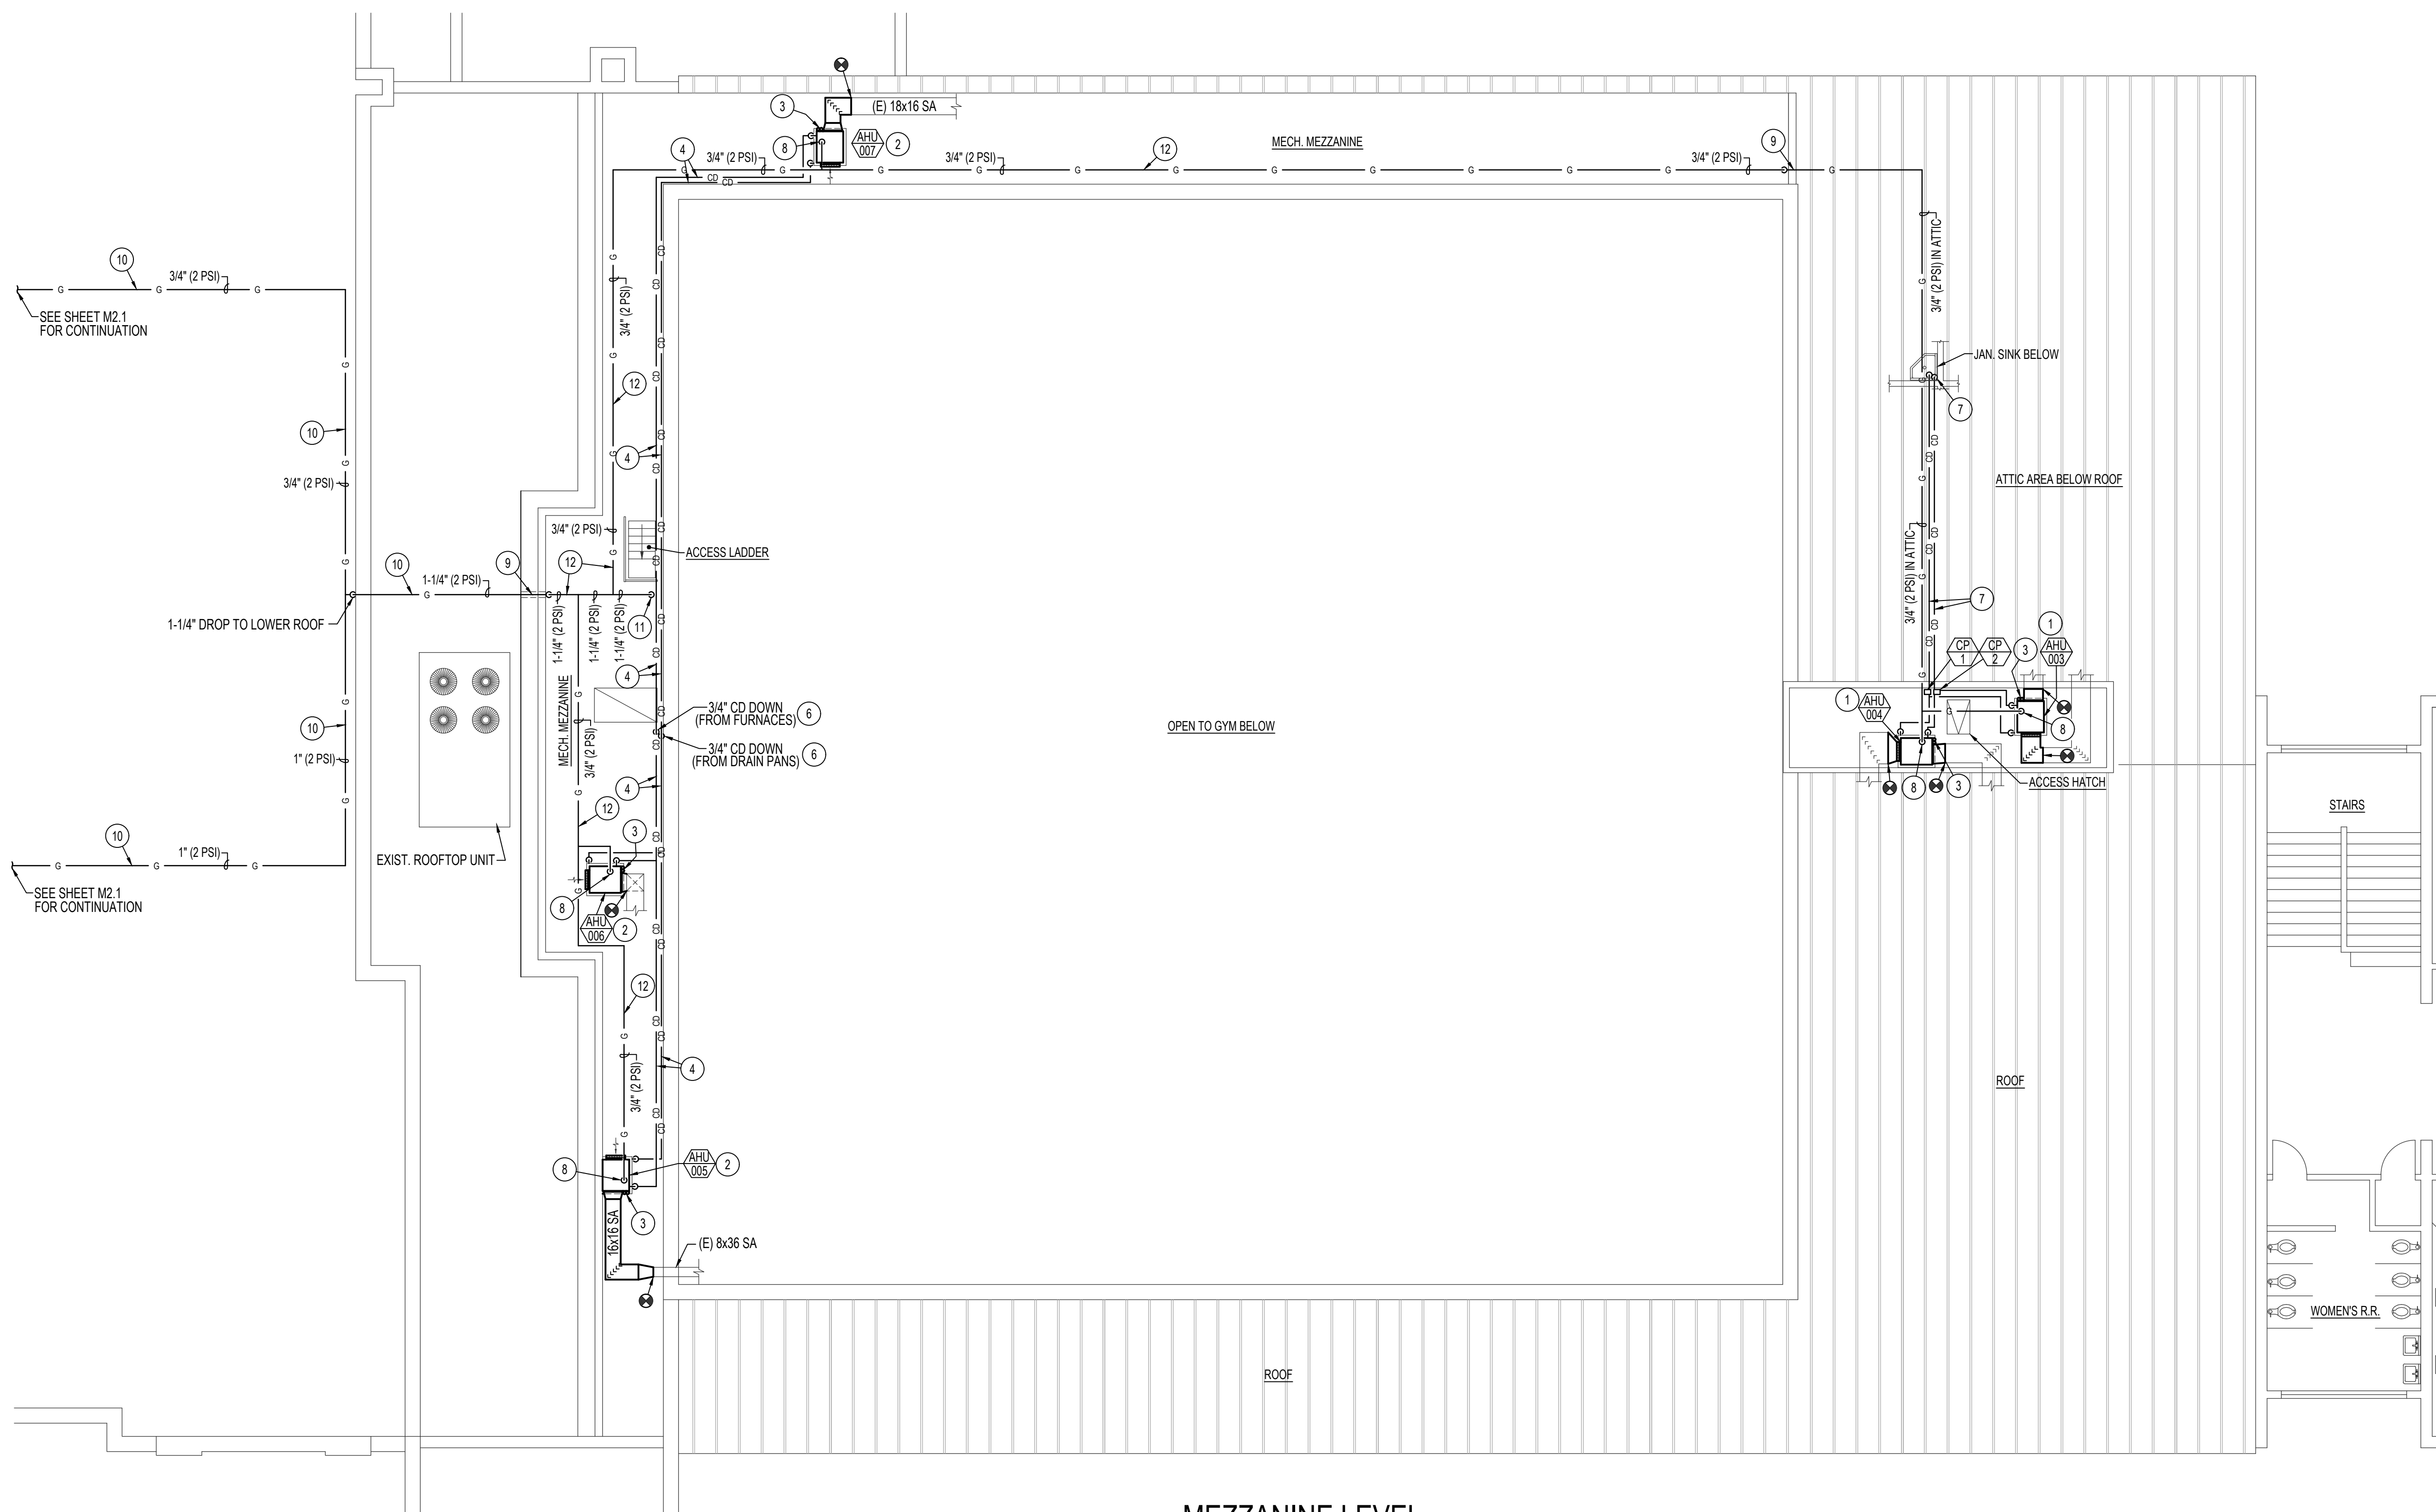 (E) 18x16 SA
3
8
AHU
007
2
MECH. MEZZANINE
4
3/4" (2 PSI)
3/4" (2 PSI)
12
3/4" (2 PSI)
9
G G G G G G G G G G G G
CD
CD
10
3/4" (2 PSI)
G G G
SEE SHEET M2.1
FOR CONTINUATION
3/4" (2 PSI)
3/4" (2 PSI) IN ATTIC
JAN. SINK BELOW
7
12
10
4
3/4" (2 PSI)
ATTIC AREA BELOW ROOF
3/4" (2 PSI)
ACCESS LADDER
3/4" (2 PSI) IN ATTIC
10
1-1/4" (2 PSI)
9
12
G
7
1-1/4" DROP TO LOWER ROOF
1-1/4" (2 PSI)
1-1/4" (2 PSI)
1-1/4" (2 PSI)
11
4
CP
1
CP
2
3
1
AHU
003
MECH. MEZZANINE
3/4" (2 PSI)
3/4" CD DOWN
(FROM FURNACES)
6
3/4" CD DOWN
(FROM DRAIN PANS)
6
OPEN TO GYM BELOW
1
AHU
004
G
8
10
1" (2 PSI)
4
8
3
ACCESS HATCH
STAIRS
12
3
10
1" (2 PSI)
G G G
SEE SHEET M2.1
FOR CONTINUATION
EXIST. ROOFTOP UNIT
8
AHU
006
2
12
3/4" (2 PSI)
4
ROOF
8
AHU
005
2
3
16x16 SA
(E) 8x36 SA
WOMEN'S R.R.
ROOF
MEZZANINE LEVEL